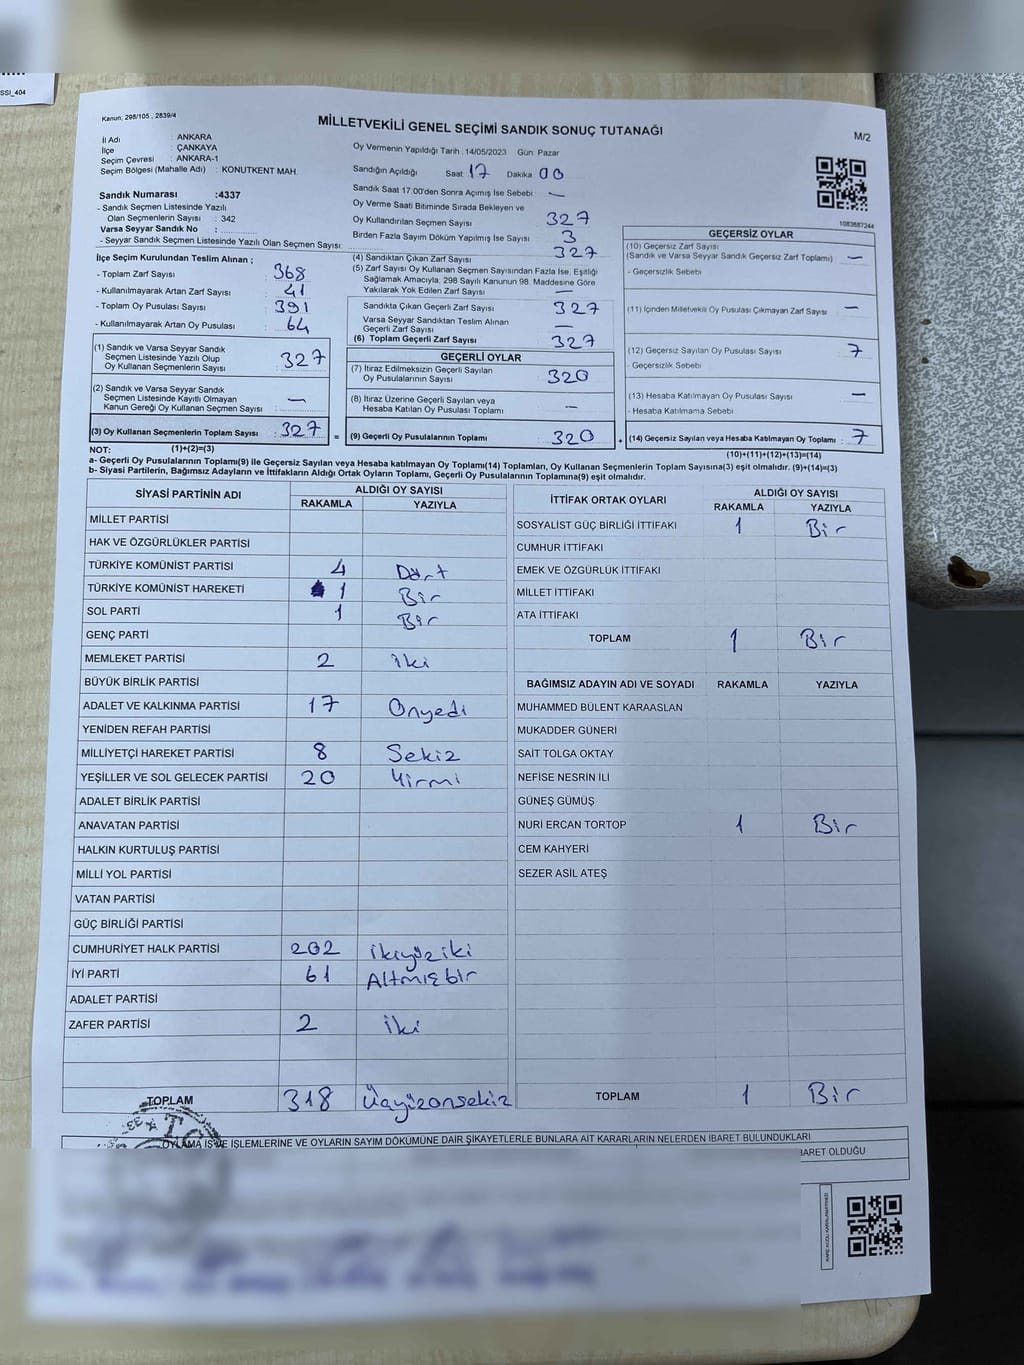 SSI_404
Kanun, 298/105 , 2839/4
MİLLETVEKİLİ GENEL SEÇİMİ SANDIK SONUÇ TUTANAĞI
M/2
İl Adı : ANKARA
İlçe : ÇANKAYA
Seçim Çevresi : ANKARA-1
Seçim Bölgesi (Mahalle Adı) : KONUTKENT MAH.
Oy Vermenin Yapıldığı Tarih :14/05/2023 Gün: Pazar
Sandığın Açıldığı Saat 17 Dakika 00
Sandık Numarası :4337
- Sandık Seçmen Listesinde Yazılı
Olan Seçmenlerin Sayısı : 342
Varsa Seyyar Sandık No :
- Seyyar Sandık Seçmen Listesinde Yazılı Olan Seçmen Sayısı:
Sandık Saat 17.00'den Sonra Açımış İse Sebebi : —
Oy Verme Saati Bitiminde Sırada Bekleyen ve
Oy Kullandırılan Seçmen Sayısı 327
Birden Fazla Sayım Döküm Yapılmış İse Sayısı 3
1083687244
İlçe Seçim Kurulundan Teslim Alınan ;
- Toplam Zarf Sayısı : 368
- Kullanılmayarak Artan Zarf Sayısı : 41
- Toplam Oy Pusulası Sayısı : 391
- Kullanılmayarak Artan Oy Pusulası : 64
(1) Sandık ve Varsa Seyyar Sandık
Seçmen Listesinde Yazılı Olup
Oy Kullanan Seçmenlerin Sayısı : 327
(2) Sandık ve Varsa Seyyar Sandık
Seçmen Listesinde Kayıtlı Olmayan
Kanun Gereği Oy Kullanan Seçmen Sayısı : —
(3) Oy Kullanan Seçmenlerin Toplam Sayısı : 327
(4) Sandıktan Çıkan Zarf Sayısı : 327
(5) Zarf Sayısı Oy Kullanan Seçmen Sayısından Fazla İse, Eşitliği
Sağlamak Amacıyla, 298 Sayılı Kanunun 98. Maddesine Göre
Yakılarak Yok Edilen Zarf Sayısı : —
Sandıkta Çıkan Geçerli Zarf Sayısı : 327
Varsa Seyyar Sandıktan Teslim Alınan
Geçerli Zarf Sayısı : —
(6) Toplam Geçerli Zarf Sayısı : 327
GEÇERLİ OYLAR
(7) İtiraz Edilmeksizin Geçerli Sayılan
Oy Pusulalarının Sayısı : 320
(8) İtiraz Üzerine Geçerli Sayılan veya
Hesaba Katılan Oy Pusulası Toplamı : —
= (9) Geçerli Oy Pusulalarının Toplamı : 320
GEÇERSİZ OYLAR
(10) Geçersiz Zarf Sayısı
(Sandık ve Varsa Seyyar Sandık Geçersiz Zarf Toplamı) : —
- Geçersizlik Sebebi
(11) İçinden Milletvekili Oy Pusulası Çıkmayan Zarf Sayısı : —
(12) Geçersiz Sayılan Oy Pusulası Sayısı : 7
- Geçersizlik Sebebi
(13) Hesaba Katılmayan Oy Pusulası Sayısı : —
- Hesaba Katılmama Sebebi
+ (14) Geçersiz Sayılan veya Hesaba Katılmayan Oy Toplamı : 7
NOT: (1)+(2)=(3)
(10)+(11)+(12)+(13)=(14)
a- Geçerli Oy Pusulalarının Toplamı(9) ile Geçersiz Sayılan veya Hesaba katılmayan Oy Toplamı(14) Toplamları, Oy Kullanan Seçmenlerin Toplam Sayısına(3) eşit olmalıdır. (9)+(14)=(3)
b- Siyasi Partilerin, Bağımsız Adayların ve İttifakların Aldığı Ortak Oyların Toplamı, Geçerli Oy Pusulalarının Toplamına(9) eşit olmalıdır.
SİYASİ PARTİNİN ADI
ALDIĞI OY SAYISI
RAKAMLA YAZIYLA
MİLLET PARTİSİ
HAK VE ÖZGÜRLÜKLER PARTİSİ
TÜRKİYE KOMÜNİST PARTİSİ 4 Dört
TÜRKİYE KOMÜNİST HAREKETİ 1 Bir
SOL PARTİ 1 Bir
GENÇ PARTİ
MEMLEKET PARTİSİ 2 iki
BÜYÜK BİRLİK PARTİSİ
ADALET VE KALKINMA PARTİSİ 17 Onyedi
YENİDEN REFAH PARTİSİ
MİLLİYETÇİ HAREKET PARTİSİ 8 Sekiz
YEŞİLLER VE SOL GELECEK PARTİSİ 20 Yirmi
ADALET BİRLİK PARTİSİ
ANAVATAN PARTİSİ
HALKIN KURTULUŞ PARTİSİ
MİLLİ YOL PARTİSİ
VATAN PARTİSİ
GÜÇ BİRLİĞİ PARTİSİ
CUMHURİYET HALK PARTİSİ 202 ikiyüziki
İYİ PARTİ 61 Altmışbir
ADALET PARTİSİ
ZAFER PARTİSİ 2 iki
TOPLAM 318 Üçyüzonsekiz
İTTİFAK ORTAK OYLARI
ALDIĞI OY SAYISI
RAKAMLA YAZIYLA
SOSYALİST GÜÇ BİRLİĞİ İTTİFAKI 1 Bir
CUMHUR İTTİFAKI
EMEK VE ÖZGÜRLÜK İTTİFAKI
MİLLET İTTİFAKI
ATA İTTİFAKI
TOPLAM 1 Bir
BAĞIMSIZ ADAYIN ADI VE SOYADI RAKAMLA YAZIYLA
MUHAMMED BÜLENT KARAASLAN
MUKADDER GÜNERİ
SAİT TOLGA OKTAY
NEFİSE NESRİN İLİ
GÜNEŞ GÜMÜŞ
NURİ ERCAN TORTOP 1 Bir
CEM KAHYERİ
SEZER ASİL ATEŞ
TOPLAM 1 Bir
OYLAMA İŞ VE İŞLEMLERİNE VE OYLARIN SAYIM DÖKÜMÜNE DAİR ŞİKAYETLERLE BUNLARA AİT KARARLARIN NELERDEN İBARET BULUNDUKLARI
BARET OLDUĞU